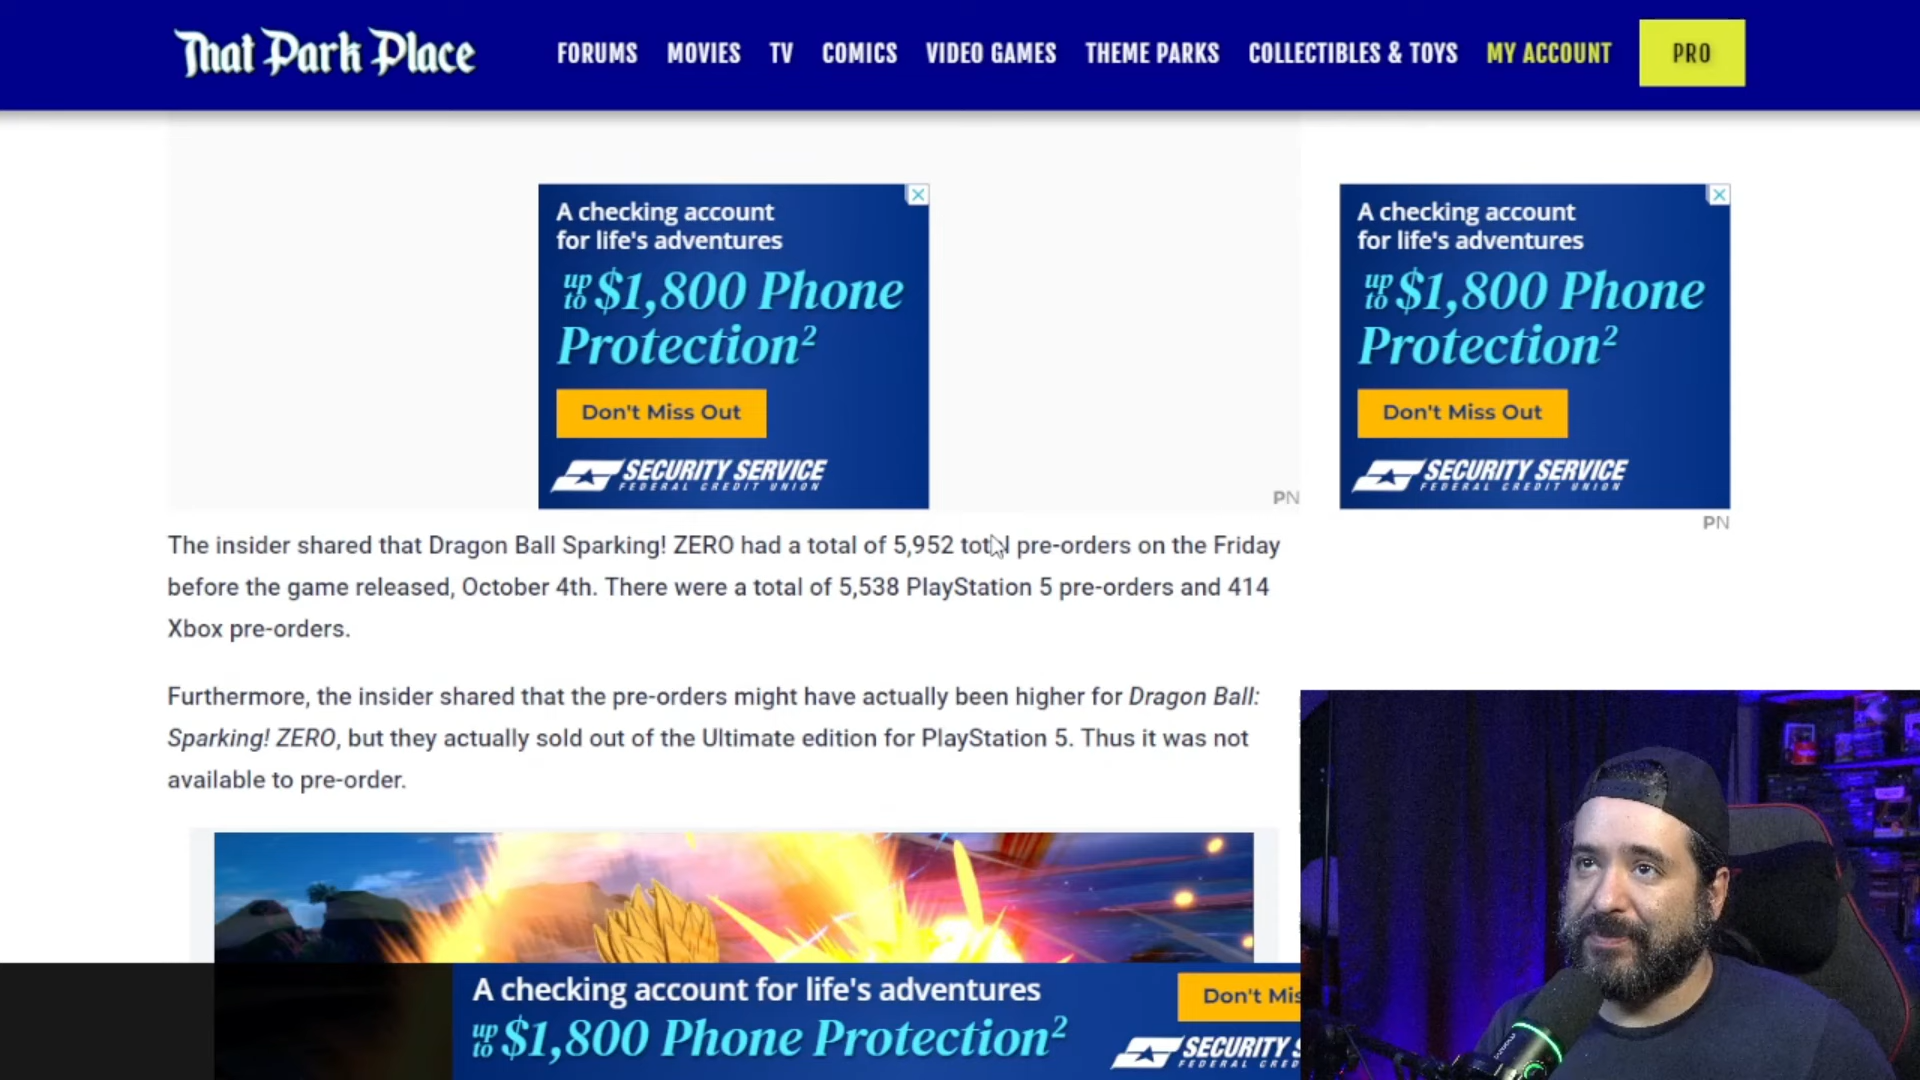 That Park Place
FORUMS MOVIES TV COMICS VIDEO GAMES THEME PARKS COLLECTIBLES & TOYS MY ACCOUNT PRO
A checking account
for life's adventures
up to $1,800 Phone
Protection²
Don't Miss Out
SECURITY SERVICE
FEDERAL CREDIT UNION
PN
A checking account
for life's adventures
up to $1,800 Phone
Protection²
Don't Miss Out
SECURITY SERVICE
FEDERAL CREDIT UNION
PN
The insider shared that Dragon Ball Sparking! ZERO had a total of 5,952 total pre-orders on the Friday
before the game released, October 4th. There were a total of 5,538 PlayStation 5 pre-orders and 414
Xbox pre-orders.
Furthermore, the insider shared that the pre-orders might have actually been higher for Dragon Ball:
Sparking! ZERO, but they actually sold out of the Ultimate edition for PlayStation 5. Thus it was not
available to pre-order.
A checking account for life's adventures
up to $1,800 Phone Protection²
Don't Mis
SECURITY S
FEDERAL CRED